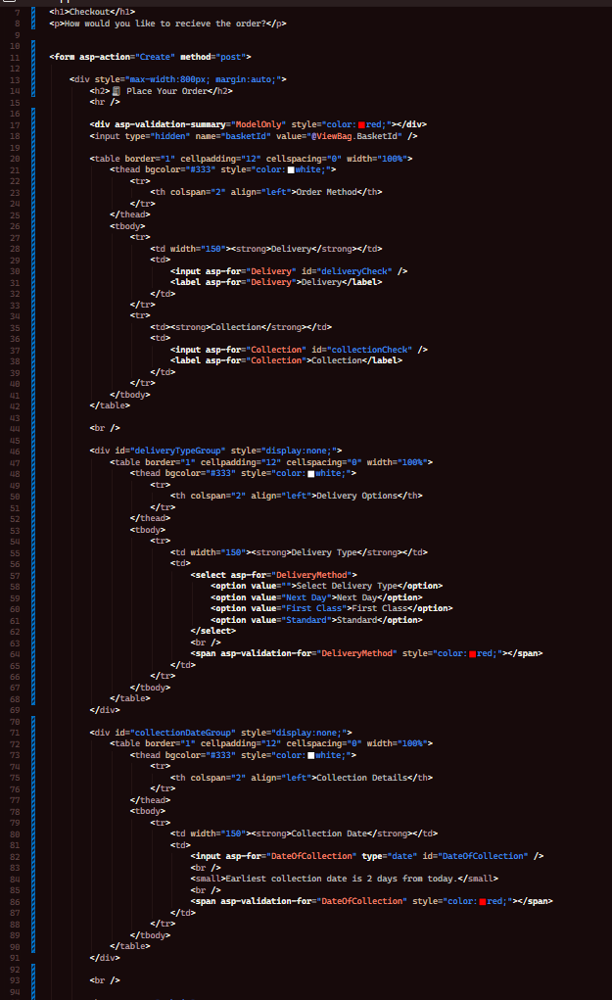 7 <h1>Checkout</h1>
8 <p>How would you like to recieve the order?</p>
9
10
11 <form asp-action="Create" method="post">
12
13 <div style="max-width:800px; margin:auto;">
14 <h2>🧾 Place Your Order</h2>
15 <hr />
16
17 <div asp-validation-summary="ModelOnly" style="color:red;"></div>
18 <input type="hidden" name="basketId" value="@ViewBag.BasketId" />
19
20 <table border="1" cellpadding="12" cellspacing="0" width="100%">
21 <thead bgcolor="#333" style="color:white;">
22 <tr>
23 <th colspan="2" align="left">Order Method</th>
24 </tr>
25 </thead>
26 <tbody>
27 <tr>
28 <td width="150"><strong>Delivery</strong></td>
29 <td>
30 <input asp-for="Delivery" id="deliveryCheck" />
31 <label asp-for="Delivery">Delivery</label>
32 </td>
33 </tr>
34 <tr>
35 <td><strong>Collection</strong></td>
36 <td>
37 <input asp-for="Collection" id="collectionCheck" />
38 <label asp-for="Collection">Collection</label>
39 </td>
40 </tr>
41 </tbody>
42 </table>
43
44 <br />
45
46 <div id="deliveryTypeGroup" style="display:none;">
47 <table border="1" cellpadding="12" cellspacing="0" width="100%">
48 <thead bgcolor="#333" style="color:white;">
49 <tr>
50 <th colspan="2" align="left">Delivery Options</th>
51 </tr>
52 </thead>
53 <tbody>
54 <tr>
55 <td width="150"><strong>Delivery Type</strong></td>
56 <td>
57 <select asp-for="DeliveryMethod">
58 <option value="">Select Delivery Type</option>
59 <option value="Next Day">Next Day</option>
60 <option value="First Class">First Class</option>
61 <option value="Standard">Standard</option>
62 </select>
63 <br />
64 <span asp-validation-for="DeliveryMethod" style="color:red;"></span>
65 </td>
66 </tr>
67 </tbody>
68 </table>
69 </div>
70
71 <div id="collectionDateGroup" style="display:none;">
72 <table border="1" cellpadding="12" cellspacing="0" width="100%">
73 <thead bgcolor="#333" style="color:white;">
74 <tr>
75 <th colspan="2" align="left">Collection Details</th>
76 </tr>
77 </thead>
78 <tbody>
79 <tr>
80 <td width="150"><strong>Collection Date</strong></td>
81 <td>
82 <input asp-for="DateOfCollection" type="date" id="DateOfCollection" />
83 <br />
84 <small>Earliest collection date is 2 days from today.</small>
85 <br />
86 <span asp-validation-for="DateOfCollection" style="color:red;"></span>
87 </td>
88 </tr>
89 </tbody>
90 </table>
91 </div>
92
93 <br />
94